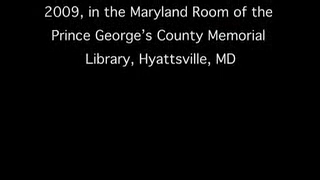 2009, in the Maryland Room of the
Prince George’s County Memorial
Library, Hyattsville, MD